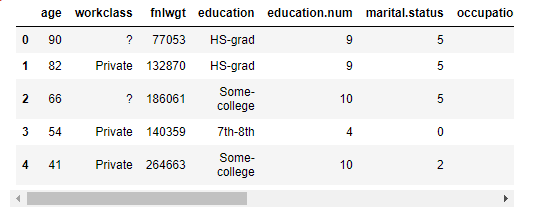 age workclass fnlwgt education education.num marital.status occupatio
0 90 ? 77053 HS-grad 9 5
1 82 Private 132870 HS-grad 9 5
2 66 ? 186061 Some-college 10 5
3 54 Private 140359 7th-8th 4 0
4 41 Private 264663 Some-college 10 2